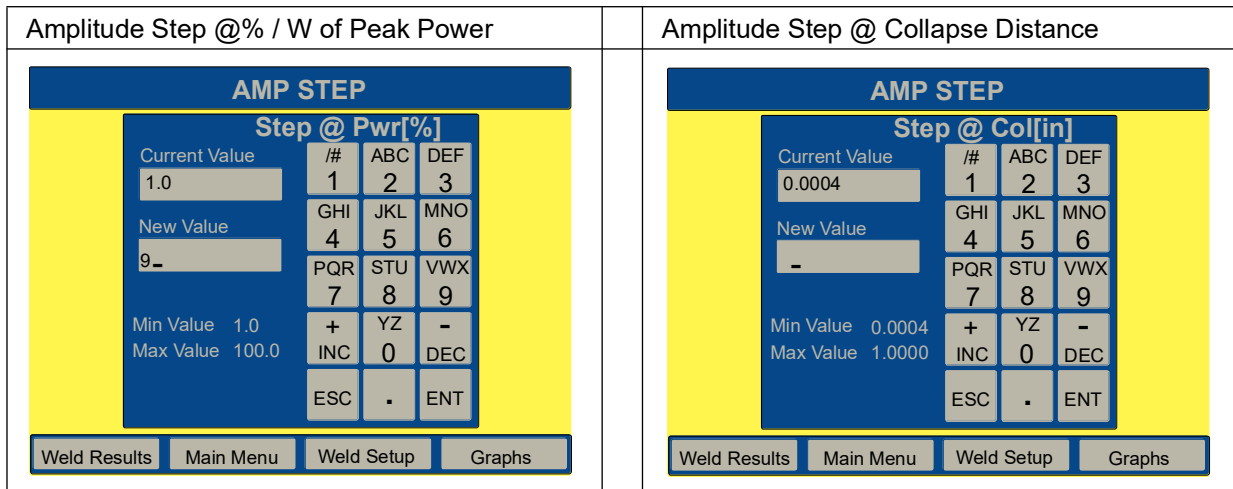 Amplitude Step @% / W of Peak Power
AMP STEP
Step @ Pwr[%]
Current Value
1.0
New Value
9_
Min Value 1.0
Max Value 100.0
/# ABC DEF
1 2 3
GHI JKL MNO
4 5 6
PQR STU VWX
7 8 9
+ YZ -
INC 0 DEC
ESC . ENT
Weld Results Main Menu Weld Setup Graphs
Amplitude Step @ Collapse Distance
AMP STEP
Step @ Col[in]
Current Value
0.0004
New Value
_
Min Value 0.0004
Max Value 1.0000
/# ABC DEF
1 2 3
GHI JKL MNO
4 5 6
PQR STU VWX
7 8 9
+ YZ -
INC 0 DEC
ESC . ENT
Weld Results Main Menu Weld Setup Graphs